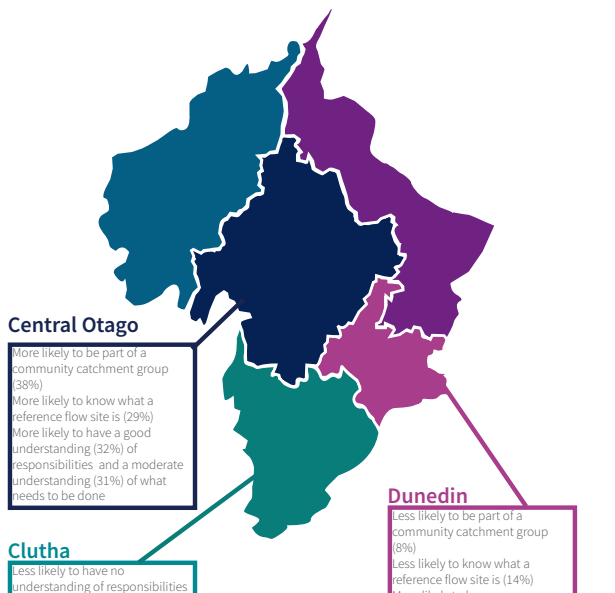 Central Otago
More likely to be part of a
community catchment group
(38%)
More likely to know what a
reference flow site is (29%)
More likely to have a good
understanding (32%) of
responsibilities and a moderate
understanding (31%) of what
needs to be done
Clutha
Less likely to have no
understanding of responsibilities
Dunedin
Less likely to be part of a
community catchment group
(8%)
Less likely to know what a
reference flow site is (14%)